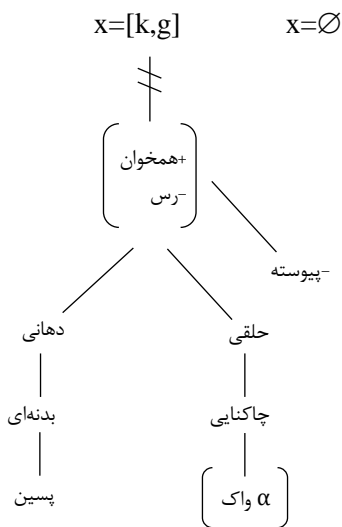 x=[k,g] x=∅
+همخوان
-رس
-پیوسته
دهانی حلقی
بدنه‌ای چاکنایی
پسین α واک